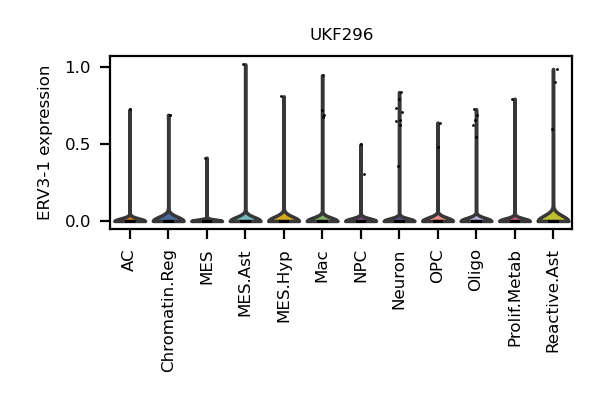 UKF296
ERV3-1 expression
1.0
0.5
0.0
AC
Chromatin.Reg
MES
MES.Ast
MES.Hyp
Mac
NPC
Neuron
OPC
Oligo
Prolif.Metab
Reactive.Ast